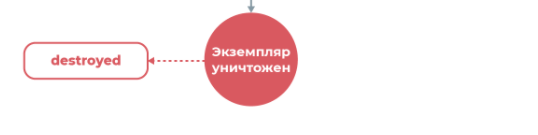 destroyed
Экземпляр
уничтожен